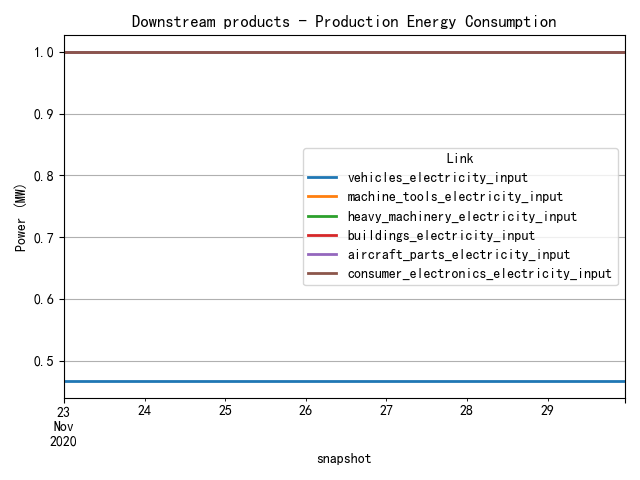 Downstream products - Production Energy Consumption
1.0
0.9
0.8
0.7
0.6
0.5
Power (MW)
Link
vehicles_electricity_input
machine_tools_electricity_input
heavy_machinery_electricity_input
buildings_electricity_input
aircraft_parts_electricity_input
consumer_electronics_electricity_input
23 24 25 26 27 28 29
Nov
2020
snapshot